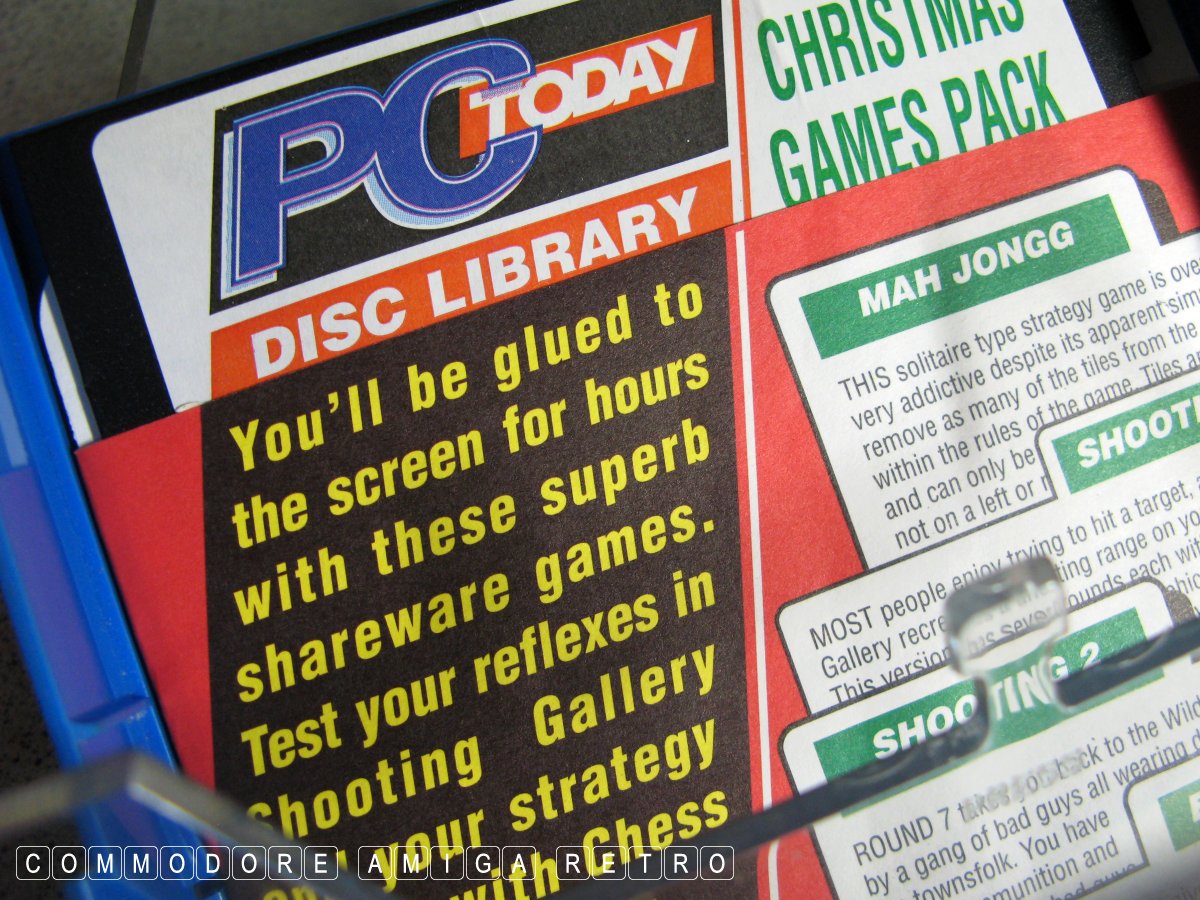 PC TODAY
DISC LIBRARY
CHRISTMAS
GAMES PACK
You'll be glued to
the screen for hours
with these superb
shareware games.
Test your reflexes in
Shooting Gallery
your strategy
with Chess
MAH JONGG
THIS solitaire type strategy game is
very addictive despite its apparent
remove as many of the tiles from the
within the rules of the game. Tiles
and can only be
not on a left or
MOST people enjoy trying to hit a target,
Gallery
This version has
SHOOTING 2
ROUND 7 takes you back to the Wild
by a gang of bad guys all wearing
townsfolk. You have
and
COMMODORE AMIGA RETRO